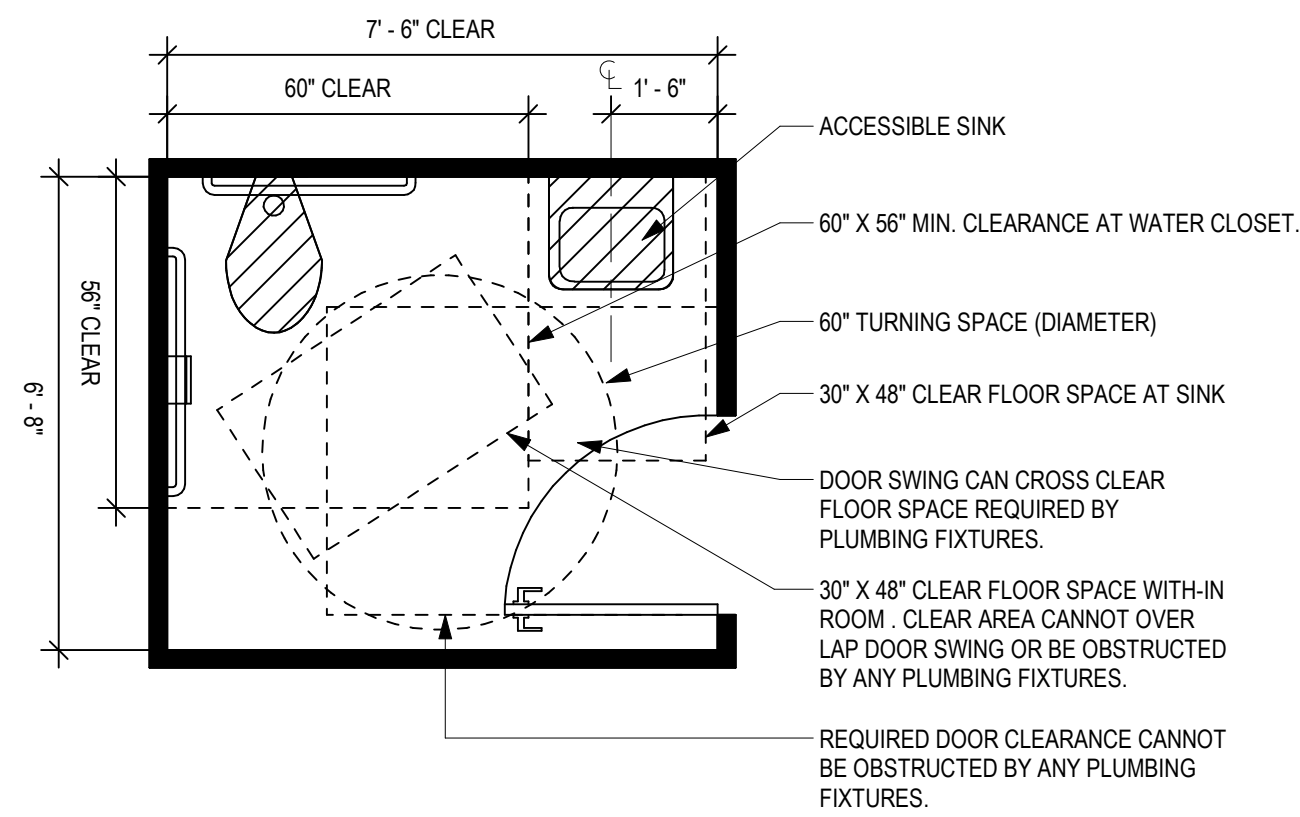 7' - 6" CLEAR
60" CLEAR
℄ 1' - 6"
ACCESSIBLE SINK
60" X 56" MIN. CLEARANCE AT WATER CLOSET.
56" CLEAR
6' - 8"
60" TURNING SPACE (DIAMETER)
30" X 48" CLEAR FLOOR SPACE AT SINK
DOOR SWING CAN CROSS CLEAR
FLOOR SPACE REQUIRED BY
PLUMBING FIXTURES.
30" X 48" CLEAR FLOOR SPACE WITH-IN
ROOM . CLEAR AREA CANNOT OVER
LAP DOOR SWING OR BE OBSTRUCTED
BY ANY PLUMBING FIXTURES.
REQUIRED DOOR CLEARANCE CANNOT
BE OBSTRUCTED BY ANY PLUMBING
FIXTURES.